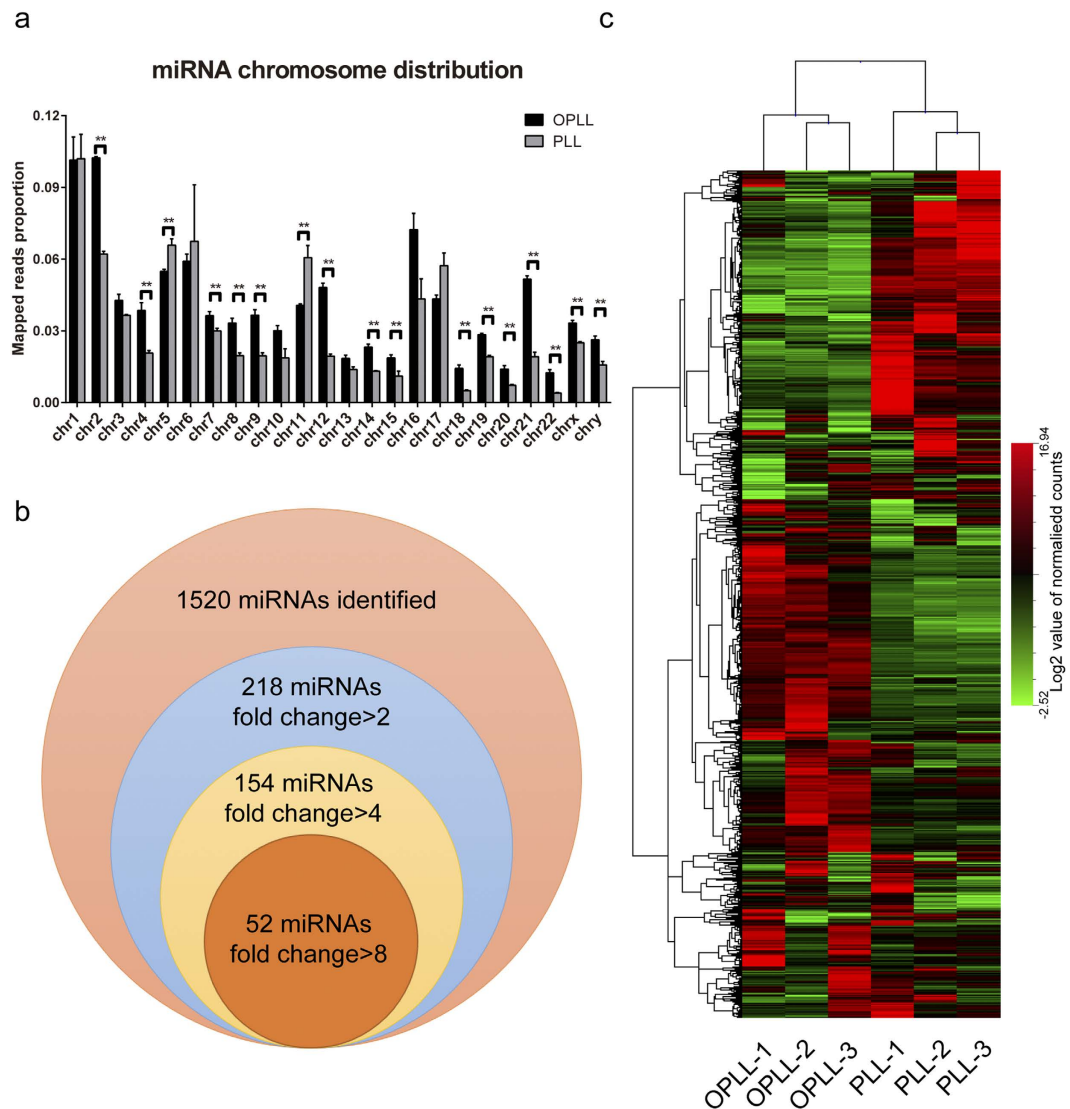 a
miRNA chromosome distribution
OPLL
PLL
Mapped reads proportion
0.12
0.09
0.06
0.03
0.00
** ** ** ** ** ** ** ** ** ** ** ** ** ** ** ** **
chr1 chr2 chr3 chr4 chr5 chr6 chr7 chr8 chr9 chr10 chr11 chr12 chr13 chr14 chr15 chr16 chr17 chr18 chr19 chr20 chr21 chr22 chrx chry
b
1520 miRNAs identified
218 miRNAs
fold change>2
154 miRNAs
fold change>4
52 miRNAs
fold change>8
c
16.94
-2.52
Log2 value of normaliedd counts
OPLL-1 OPLL-2 OPLL-3 PLL-1 PLL-2 PLL-3